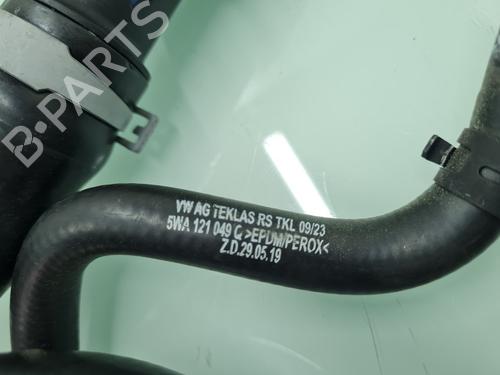 B-PARTS
VW AG TEKLAS RS TKL 09/23
5WA 121 049 Q >EPDM/PEROX<
Z.D.29.05.19